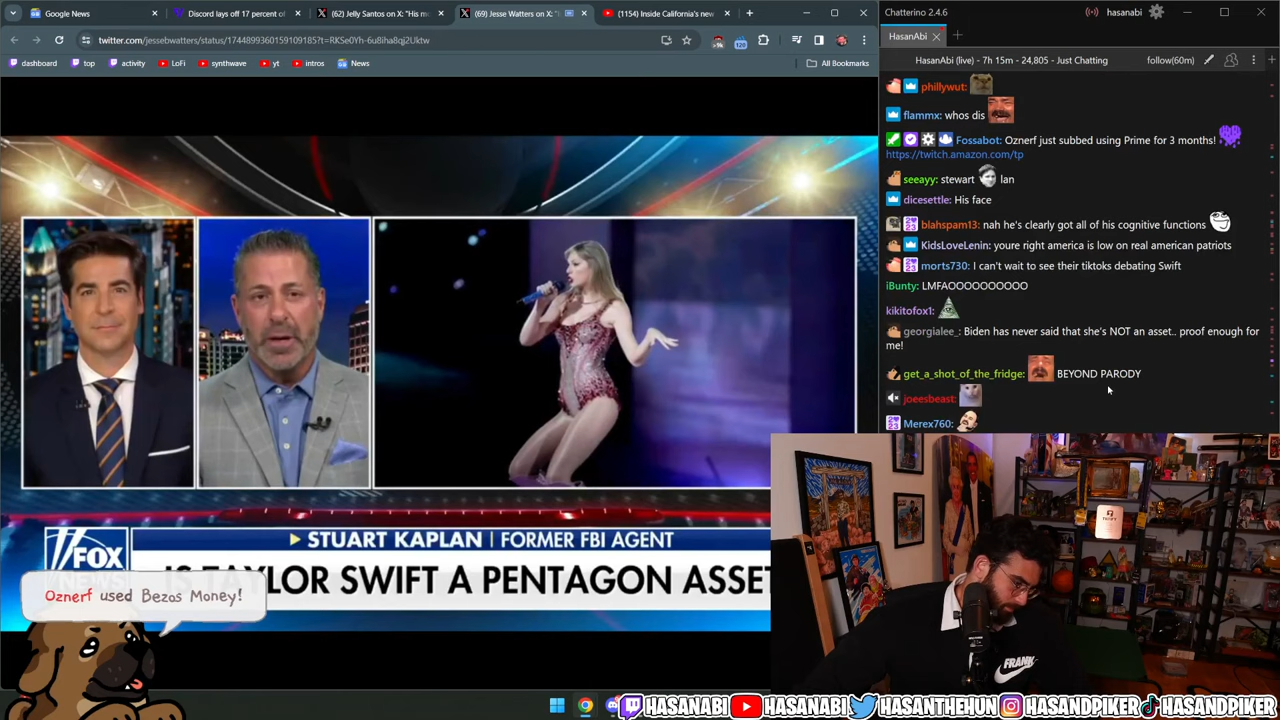 Google News
Discord lays off 17 percent of
(62) Jelly Santos on X: "His m
(69) Jesse Watters on X: "I
(1154) Inside California's new
twitter.com/jessebwatters/status/1744899360159109185?t=RKSe0Yh-6u8iha8qj2Uktw
>9k
120
dashboard
top
activity
LoFi
synthwave
yt
intros
News
All Bookmarks
STUART KAPLAN | FORMER FBI AGENT
FOX
NEWS
IS TAYLOR SWIFT A PENTAGON ASSET
Oznerf used Bezos Money!
Chatterino 2.4.6
hasanabi
HasanAbi
HasanAbi (live) - 7h 15m - 24,805 - Just Chatting
follow(60m)
phillywut:
flammx: whos dis
Fossabot: Oznerf just subbed using Prime for 3 months!
https://twitch.amazon.com/tp
seeayy: stewart lan
dicesettle: His face
blahspam13: nah he's clearly got all of his cognitive functions
KidsLoveLenin: youre right america is low on real american patriots
morts730: I can't wait to see their tiktoks debating Swift
iBunty: LMFAOOOOOOOOOO
kikitofox1:
georgialee_: Biden has never said that she's NOT an asset.. proof enough for
me!
get_a_shot_of_the_fridge: BEYOND PARODY
joeesbeast:
Merex760:
FRANK
HASANABI
HASANABI
HASANTHEHUN
HASANDPIKER
HASANDPIKER